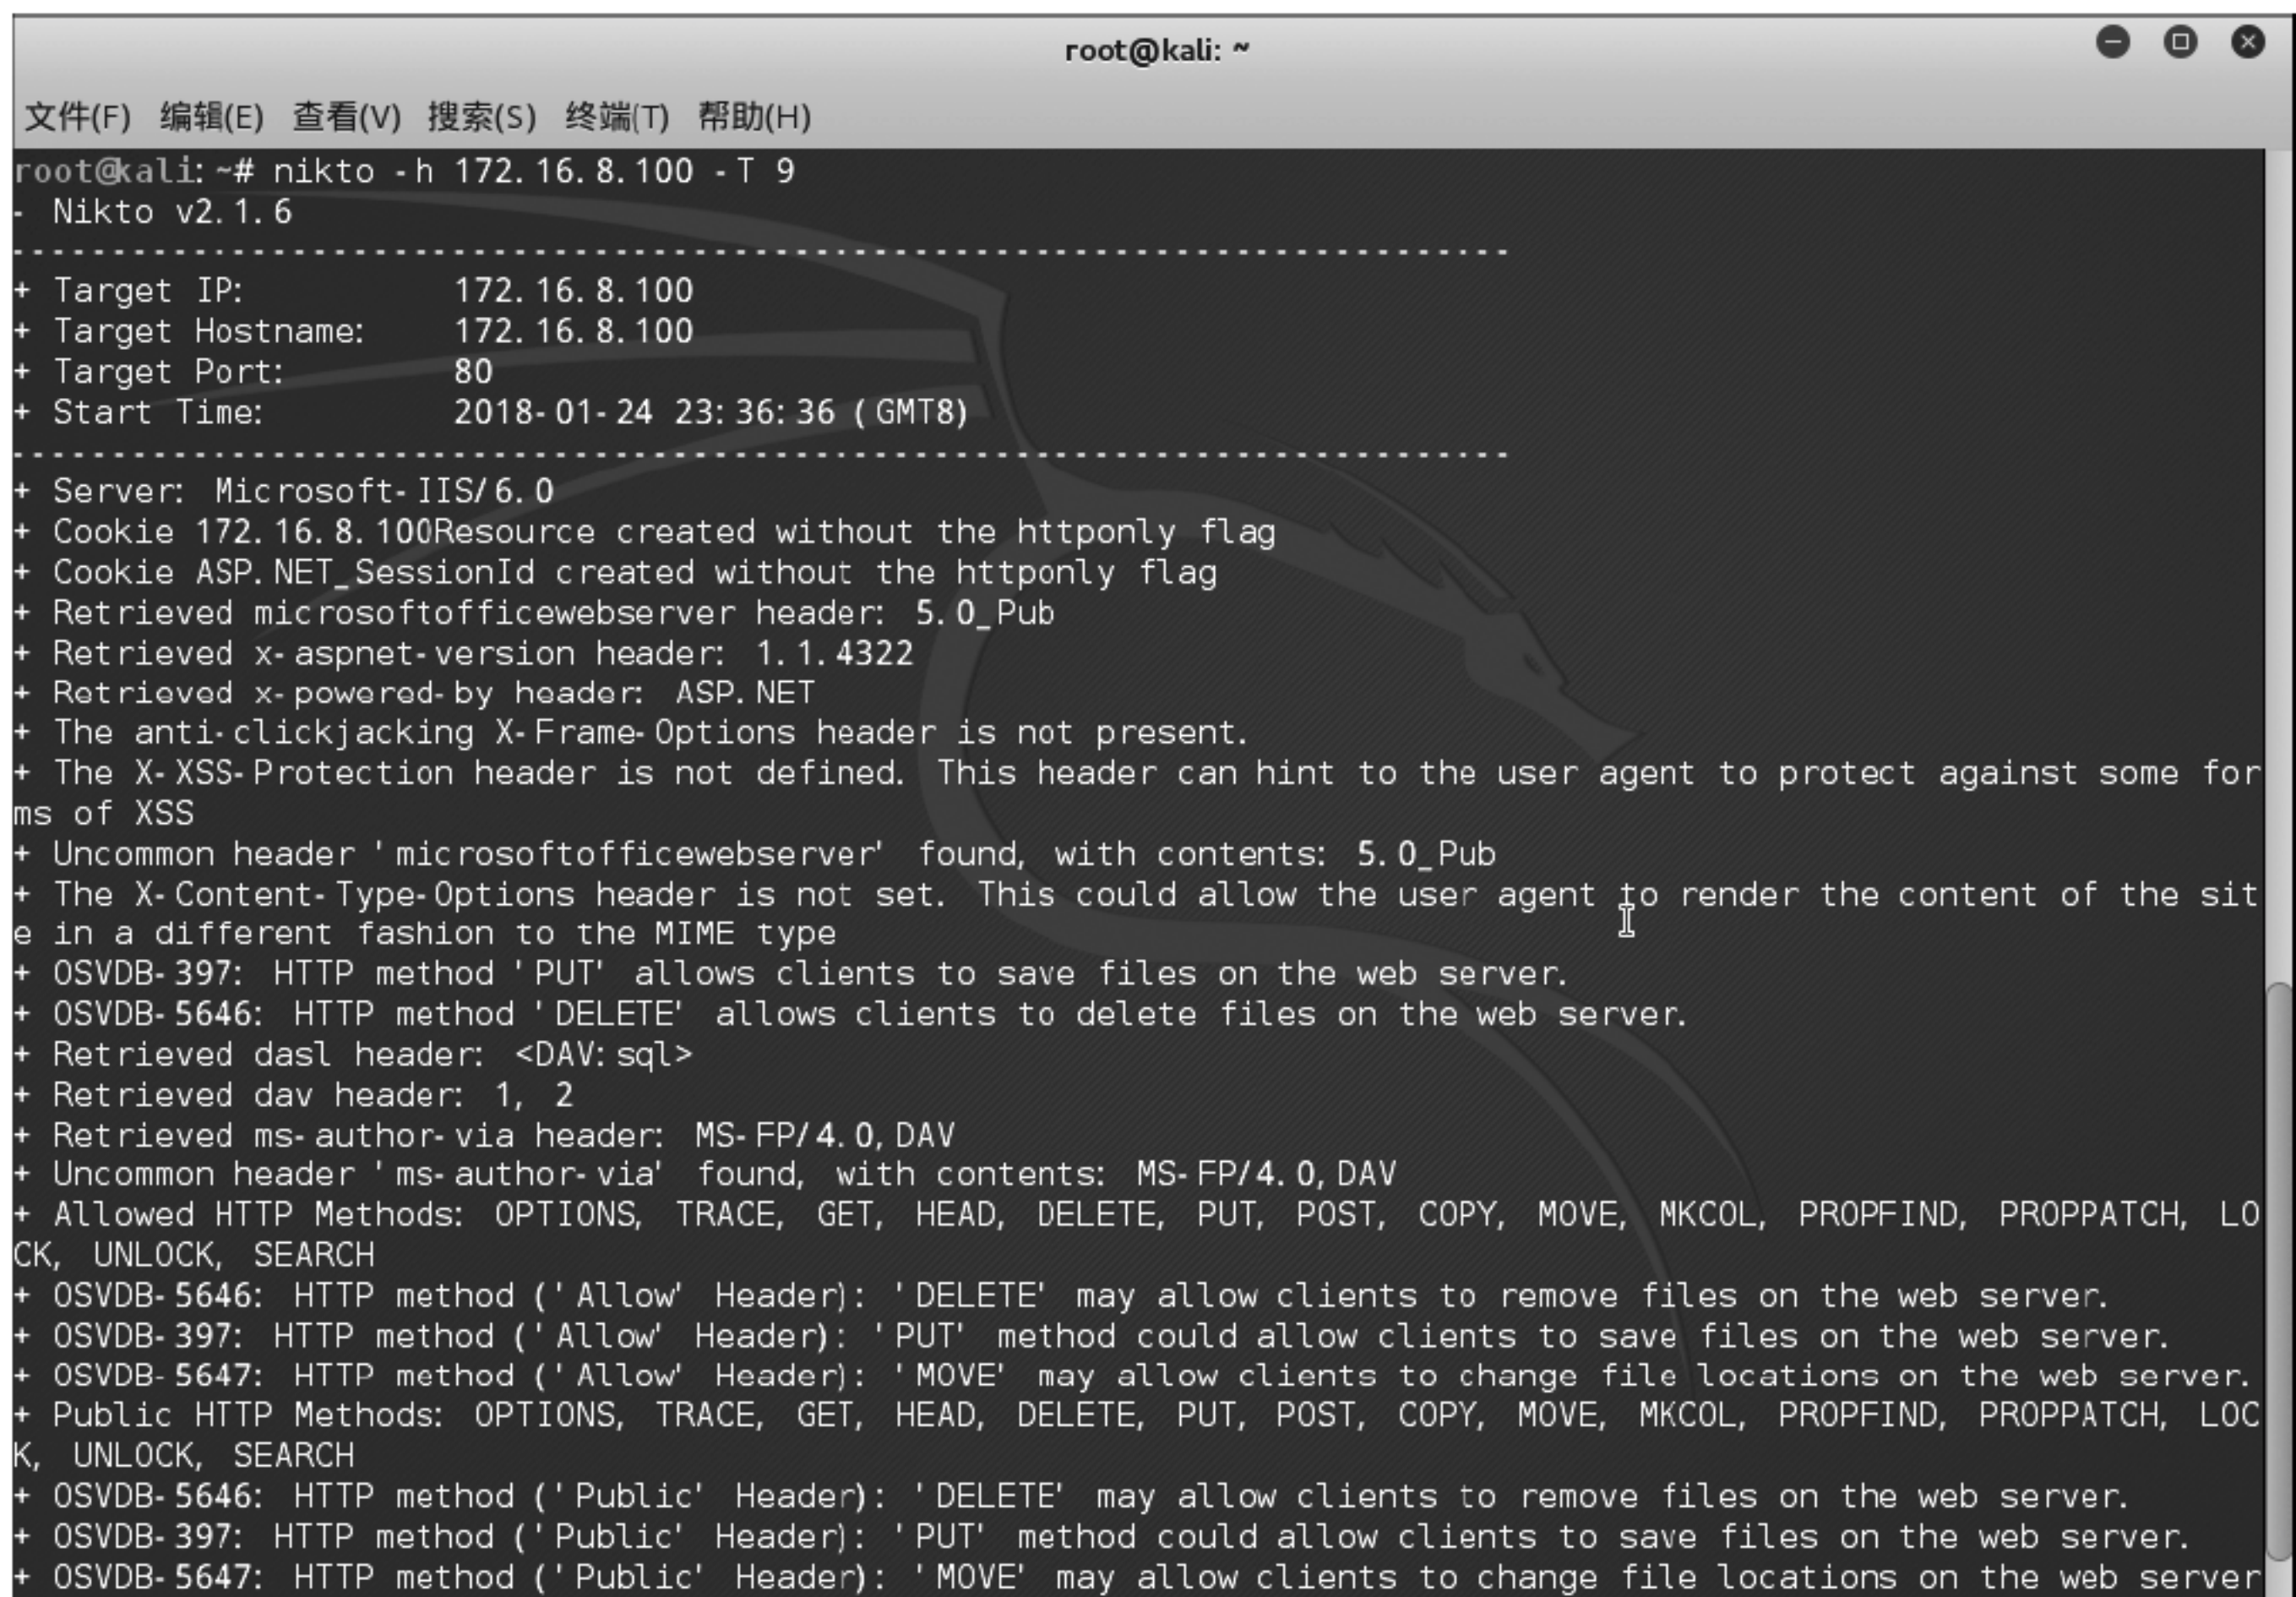 root@kali: ~
文件(F) 编辑(E) 查看(V) 搜索(S) 终端(T) 帮助(H)
root@kali:~# nikto -h 172.16.8.100 -T 9
- Nikto v2.1.6
---------------------------------------------------------------------------
+ Target IP:          172.16.8.100
+ Target Hostname:    172.16.8.100
+ Target Port:        80
+ Start Time:         2018-01-24 23:36:36 (GMT8)
---------------------------------------------------------------------------
+ Server: Microsoft-IIS/6.0
+ Cookie 172.16.8.100Resource created without the httponly flag
+ Cookie ASP.NET_SessionId created without the httponly flag
+ Retrieved microsoftofficewebserver header: 5.0_Pub
+ Retrieved x-aspnet-version header: 1.1.4322
+ Retrieved x-powered-by header: ASP.NET
+ The anti-clickjacking X-Frame-Options header is not present.
+ The X-XSS-Protection header is not defined. This header can hint to the user agent to protect against some for
ms of XSS
+ Uncommon header 'microsoftofficewebserver' found, with contents: 5.0_Pub
+ The X-Content-Type-Options header is not set. This could allow the user agent to render the content of the sit
e in a different fashion to the MIME type
+ OSVDB-397: HTTP method 'PUT' allows clients to save files on the web server.
+ OSVDB-5646: HTTP method 'DELETE' allows clients to delete files on the web server.
+ Retrieved dasl header: <DAV:sql>
+ Retrieved dav header: 1, 2
+ Retrieved ms-author-via header: MS-FP/4.0,DAV
+ Uncommon header 'ms-author-via' found, with contents: MS-FP/4.0,DAV
+ Allowed HTTP Methods: OPTIONS, TRACE, GET, HEAD, DELETE, PUT, POST, COPY, MOVE, MKCOL, PROPFIND, PROPPATCH, LO
CK, UNLOCK, SEARCH
+ OSVDB-5646: HTTP method ('Allow' Header): 'DELETE' may allow clients to remove files on the web server.
+ OSVDB-397: HTTP method ('Allow' Header): 'PUT' method could allow clients to save files on the web server.
+ OSVDB-5647: HTTP method ('Allow' Header): 'MOVE' may allow clients to change file locations on the web server.
+ Public HTTP Methods: OPTIONS, TRACE, GET, HEAD, DELETE, PUT, POST, COPY, MOVE, MKCOL, PROPFIND, PROPPATCH, LOC
K, UNLOCK, SEARCH
+ OSVDB-5646: HTTP method ('Public' Header): 'DELETE' may allow clients to remove files on the web server.
+ OSVDB-397: HTTP method ('Public' Header): 'PUT' method could allow clients to save files on the web server.
+ OSVDB-5647: HTTP method ('Public' Header): 'MOVE' may allow clients to change file locations on the web server